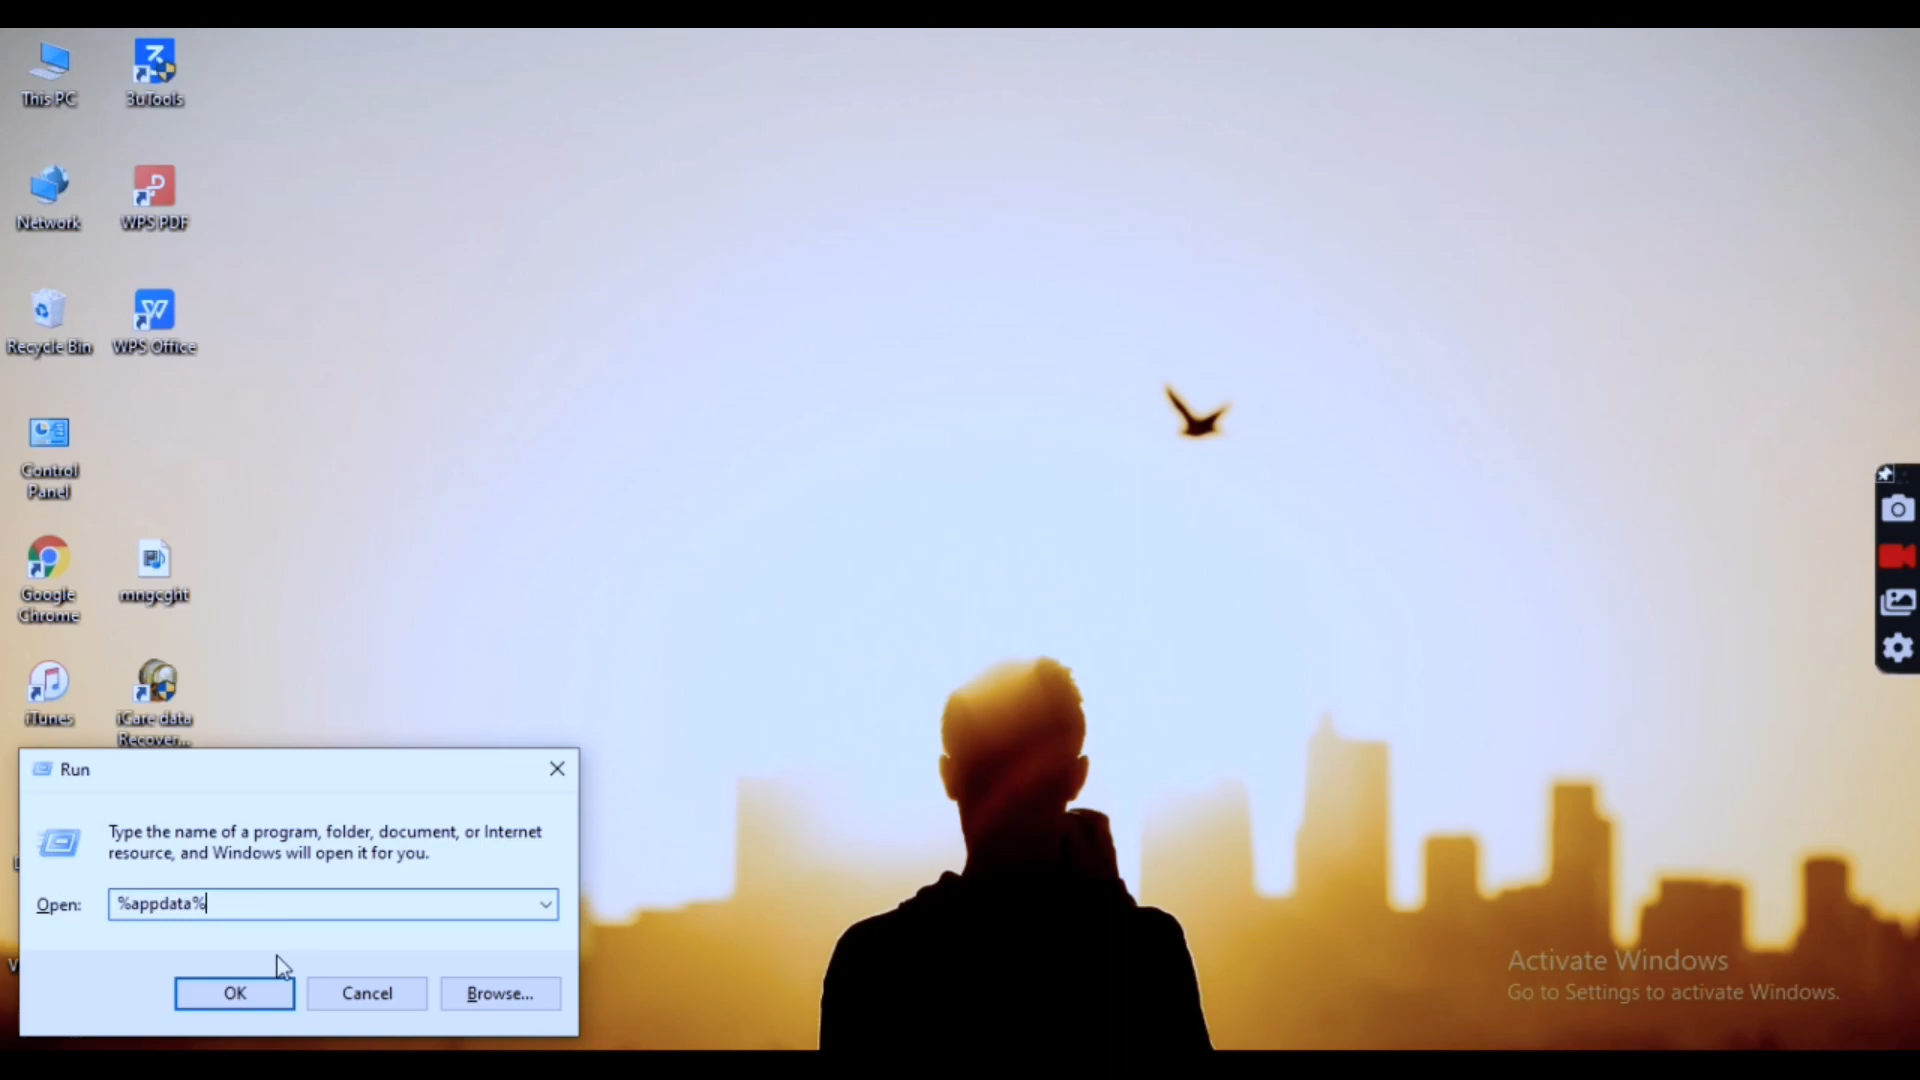 This PC
3uTools
Network
WPS PDF
Recycle Bin
WPS Office
Control
Panel
Google
Chrome
mngcght
iTunes
iCare data
Recover...
Run
Type the name of a program, folder, document, or Internet
resource, and Windows will open it for you.
Open:
%appdata%
OK
Cancel
Browse...
Activate Windows
Go to Settings to activate Windows.